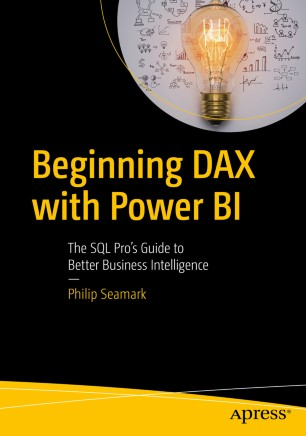 Beginning DAX
with Power BI
The SQL Pro's Guide to
Better Business Intelligence
—
Philip Seamark
Apress®